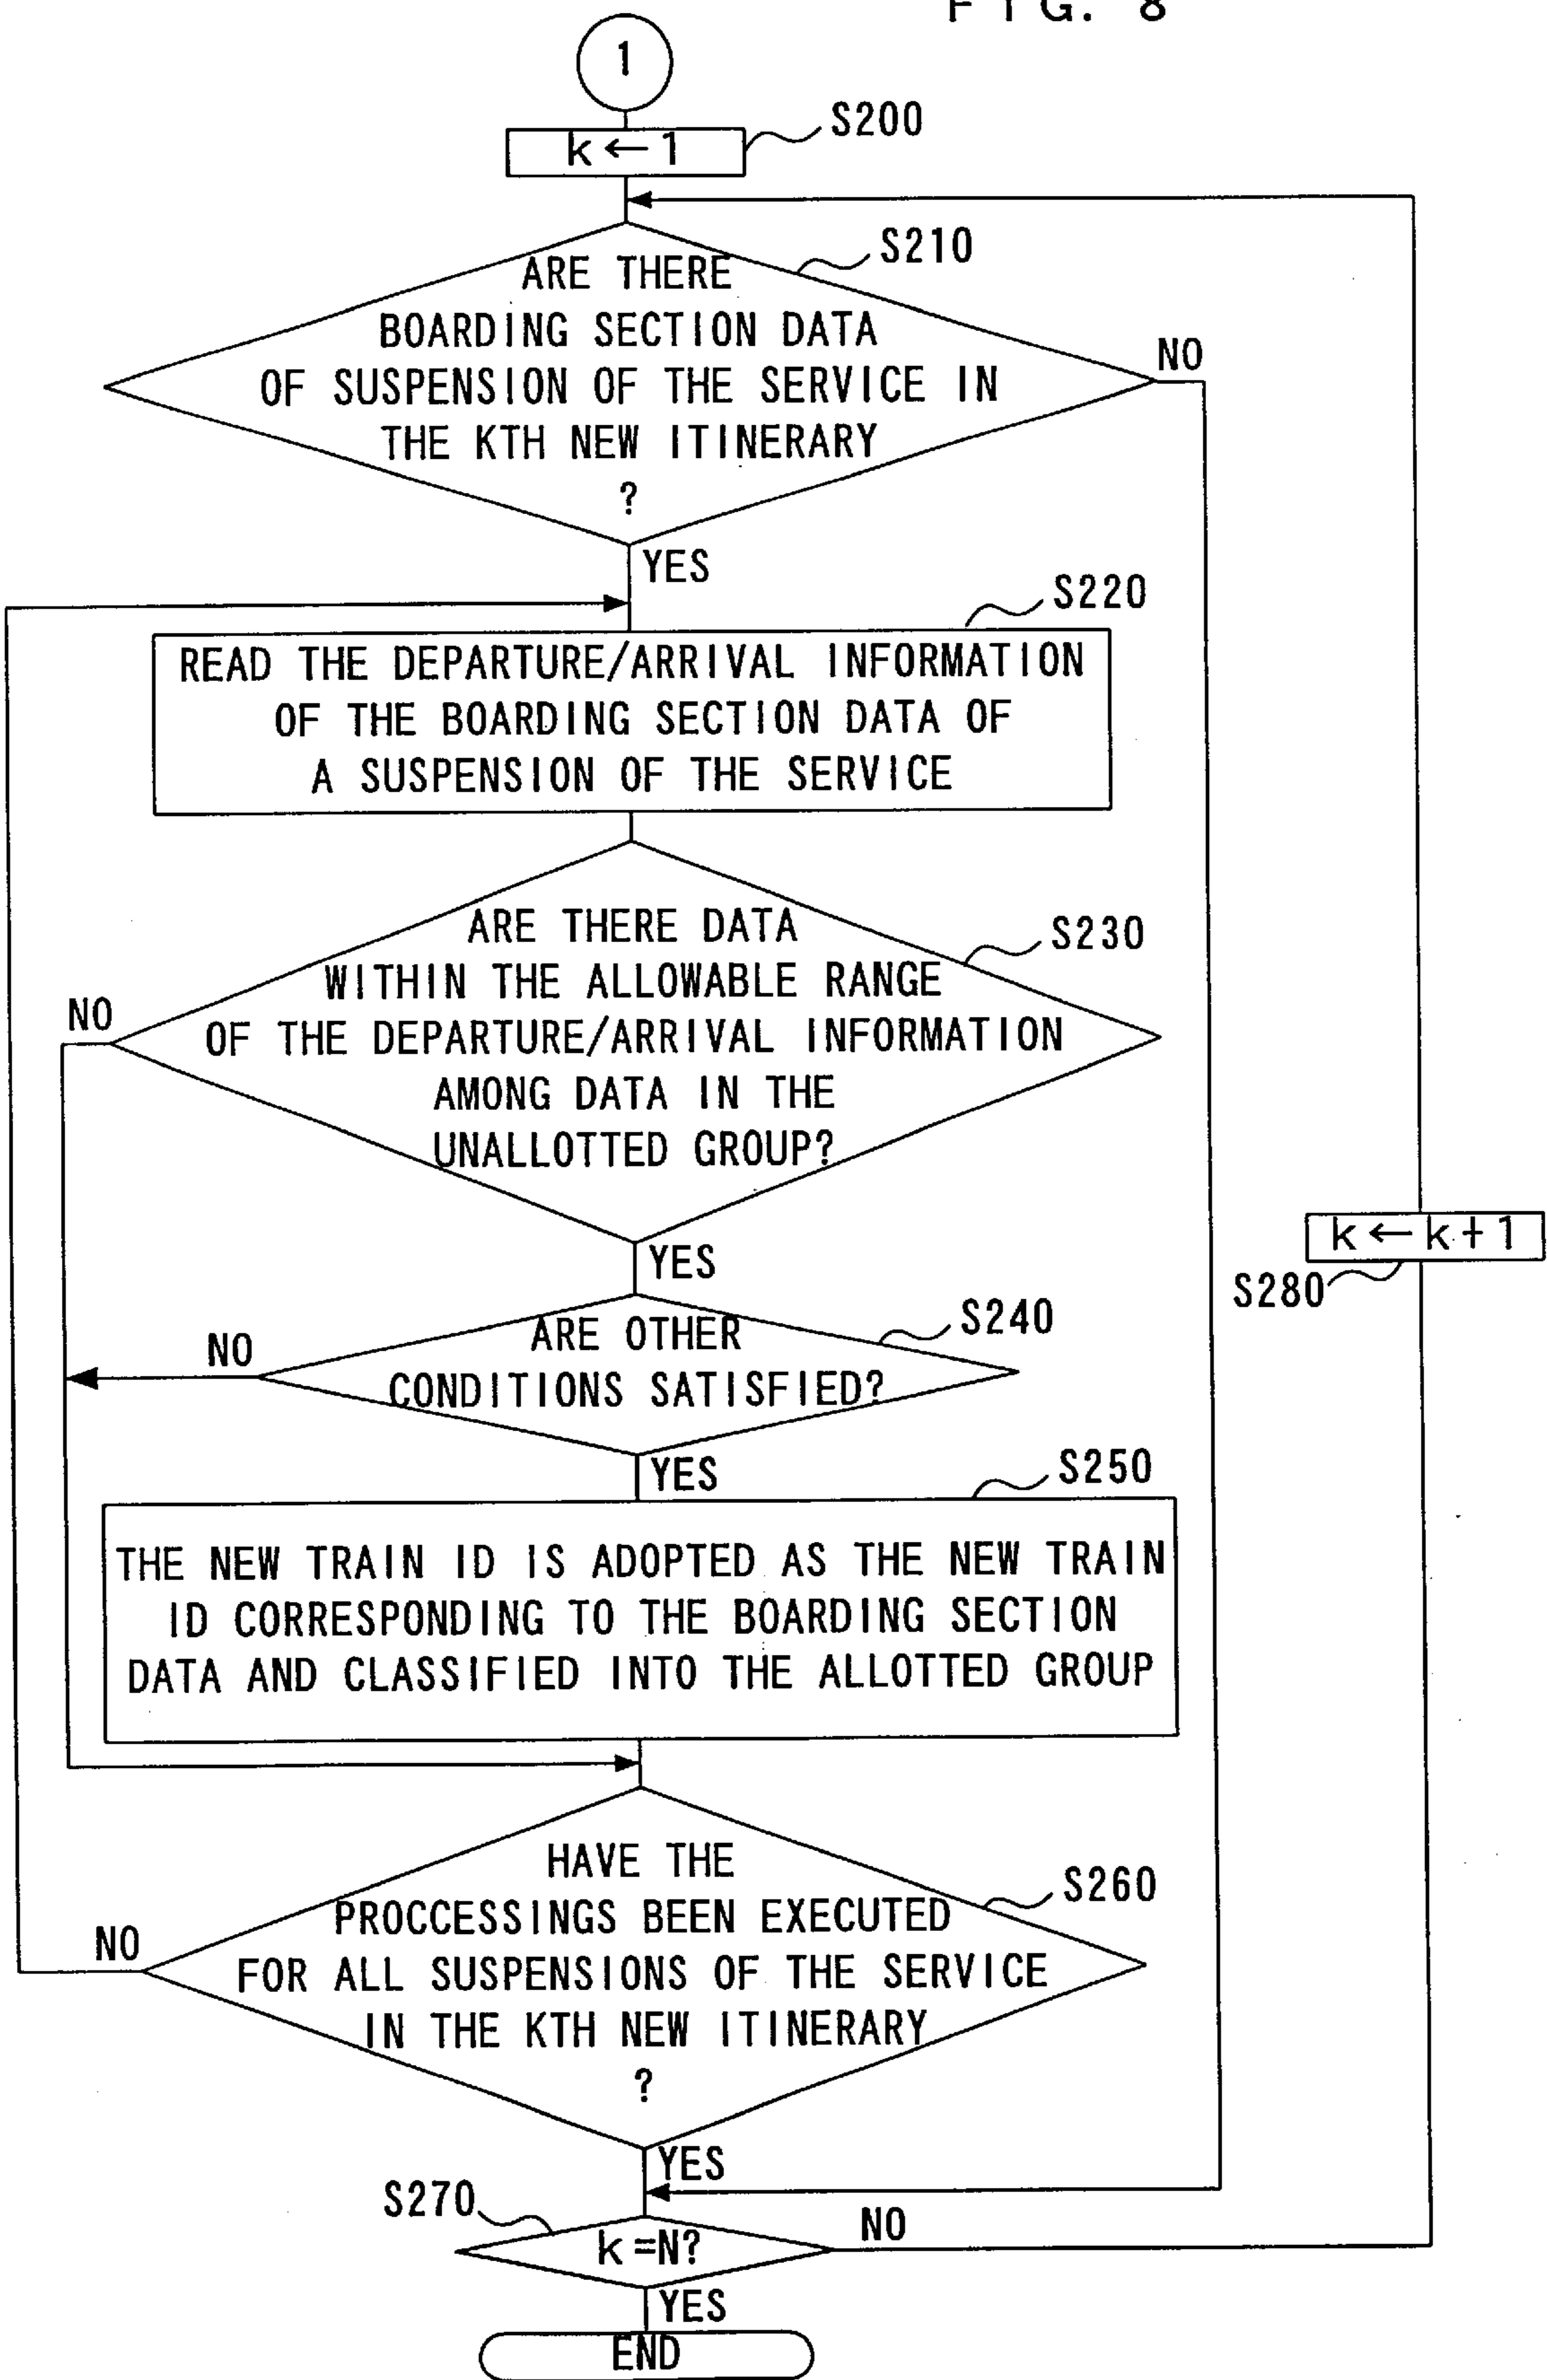 FIG. 8
1
k←1
S200
S210
ARE THERE
BOARDING SECTION DATA
OF SUSPENSION OF THE SERVICE IN
THE KTH NEW ITINERARY
?
NO
YES
S220
READ THE DEPARTURE/ARRIVAL INFORMATION
OF THE BOARDING SECTION DATA OF
A SUSPENSION OF THE SERVICE
S230
ARE THERE DATA
WITHIN THE ALLOWABLE RANGE
OF THE DEPARTURE/ARRIVAL INFORMATION
AMONG DATA IN THE
UNALLOTTED GROUP?
NO
YES
k←k+1
S280
S240
ARE OTHER
CONDITIONS SATISFIED?
NO
YES
S250
THE NEW TRAIN ID IS ADOPTED AS THE NEW TRAIN
ID CORRESPONDING TO THE BOARDING SECTION
DATA AND CLASSIFIED INTO THE ALLOTTED GROUP
S260
HAVE THE
PROCCESSINGS BEEN EXECUTED
FOR ALL SUSPENSIONS OF THE SERVICE
IN THE KTH NEW ITINERARY
?
NO
YES
S270
k=N?
NO
YES
END